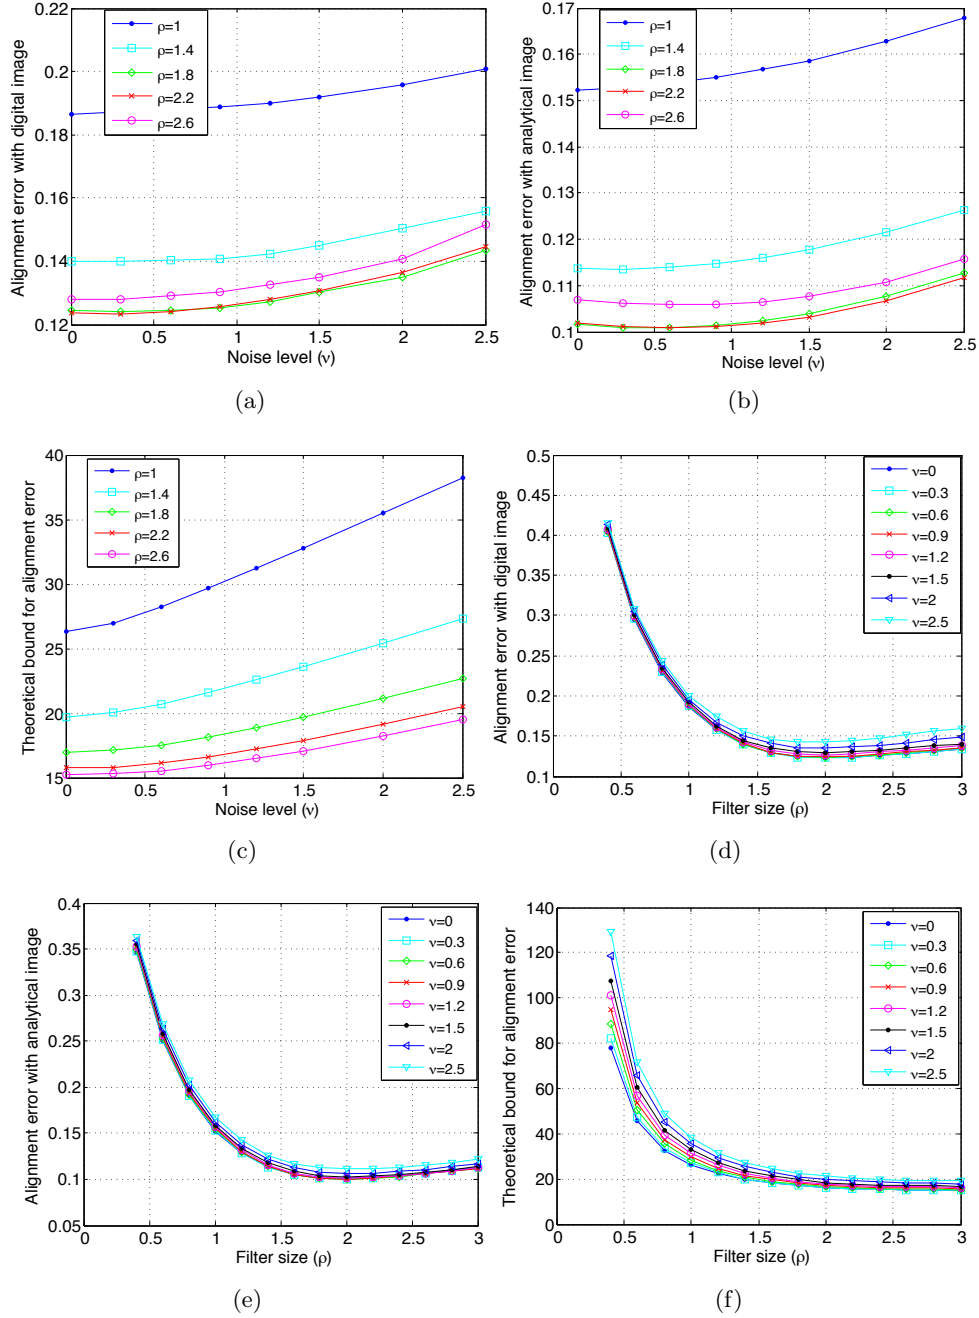 Alignment error with digital image
0.22
0.2
0.18
0.16
0.14
0.12
ρ=1
ρ=1.4
ρ=1.8
ρ=2.2
ρ=2.6
0 0.5 1 1.5 2 2.5
Noise level (ν)
(a)
Alignment error with analytical image
0.17
0.16
0.15
0.14
0.13
0.12
0.11
0.1
ρ=1
ρ=1.4
ρ=1.8
ρ=2.2
ρ=2.6
0 0.5 1 1.5 2 2.5
Noise level (ν)
(b)
Theoretical bound for alignment error
40
35
30
25
20
15
ρ=1
ρ=1.4
ρ=1.8
ρ=2.2
ρ=2.6
0 0.5 1 1.5 2 2.5
Noise level (ν)
(c)
Alignment error with digital image
0.5
0.45
0.4
0.35
0.3
0.25
0.2
0.15
0.1
ν=0
ν=0.3
ν=0.6
ν=0.9
ν=1.2
ν=1.5
ν=2
ν=2.5
0 0.5 1 1.5 2 2.5 3
Filter size (ρ)
(d)
Alignment error with analytical image
0.4
0.35
0.3
0.25
0.2
0.15
0.1
0.05
ν=0
ν=0.3
ν=0.6
ν=0.9
ν=1.2
ν=1.5
ν=2
ν=2.5
0 0.5 1 1.5 2 2.5 3
Filter size (ρ)
(e)
Theoretical bound for alignment error
140
120
100
80
60
40
20
0
ν=0
ν=0.3
ν=0.6
ν=0.9
ν=1.2
ν=1.5
ν=2
ν=2.5
0 0.5 1 1.5 2 2.5 3
Filter size (ρ)
(f)